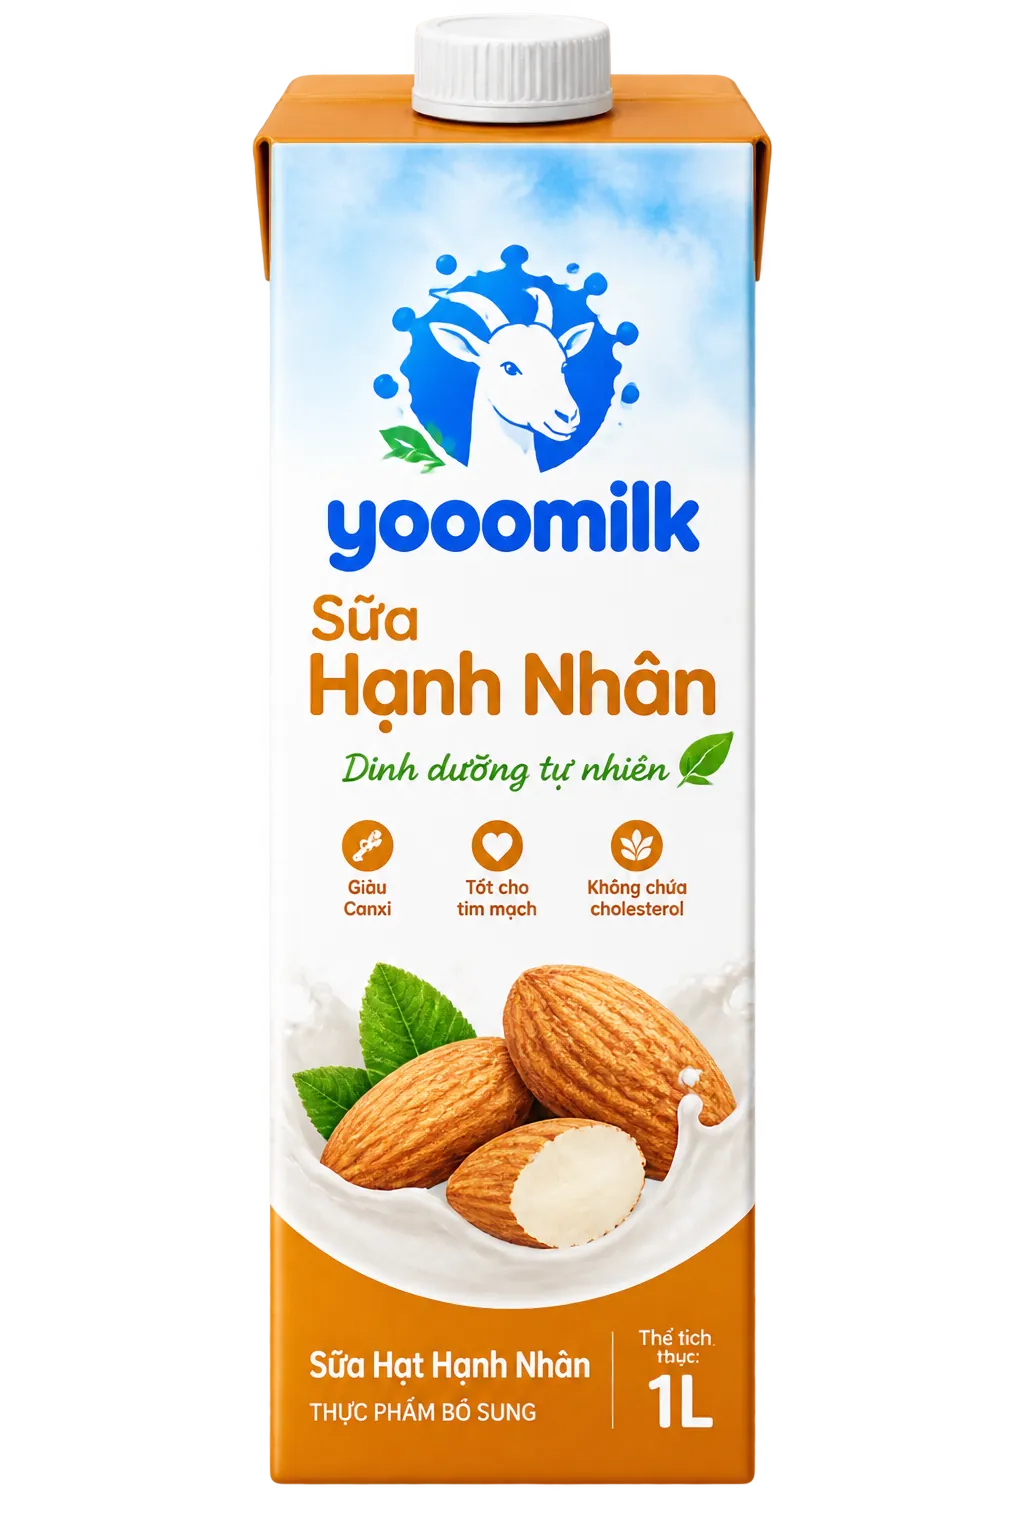 yooomilk
Sữa
Hạnh Nhân
Dinh dưỡng tự nhiên
Giàu
Canxi
Tốt cho
tim mạch
Không chứa
cholesterol
Sữa Hạt Hạnh Nhân
THỰC PHẨM BỔ SUNG
Thể tích
thực:
1L